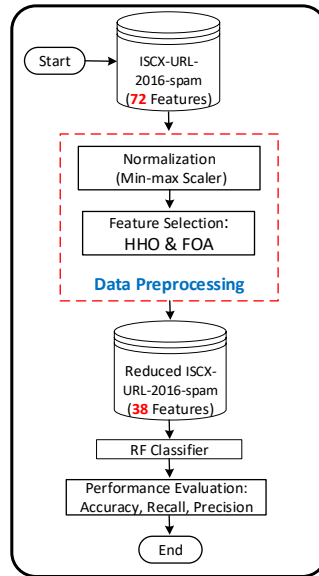 Start
ISCX-URL-
2016-spam
(72 Features)
Normalization
(Min-max Scaler)
Feature Selection:
HHO & FOA
Data Preprocessing
Reduced ISCX-
URL-2016-spam
(38 Features)
RF Classifier
Performance Evaluation:
Accuracy, Recall, Precision
End